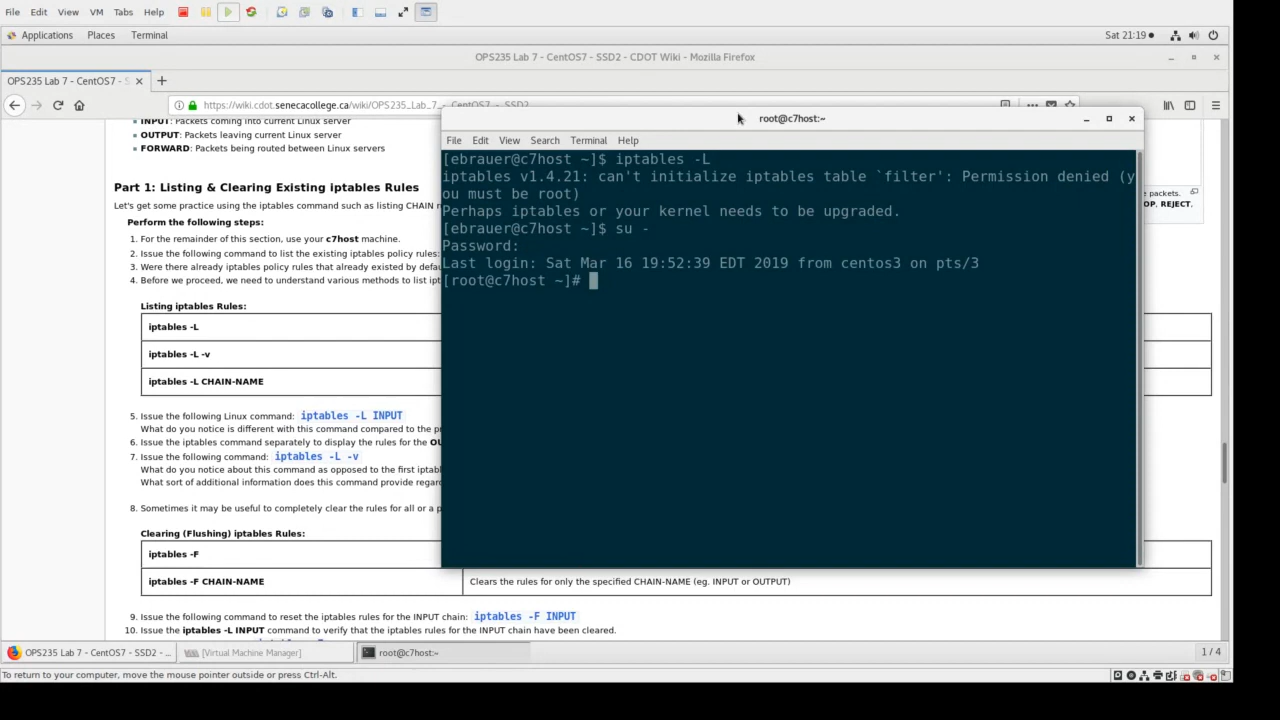 File Edit View VM Tabs Help
Applications Places Terminal Sat 21:19
OPS235 Lab 7 - CentOS7 - SSD2 - CDOT Wiki - Mozilla Firefox
OPS235 Lab 7 - CentOS7 - S
https://wiki.cdot.senecacollege.ca/wiki/OPS235_Lab_7_-_CentOS7_-_SSD2
INPUT: Packets coming into current Linux server
OUTPUT: Packets leaving current Linux server
FORWARD: Packets being routed between Linux servers
packets.
OP, REJECT.
Part 1: Listing & Clearing Existing iptables Rules
Let's get some practice using the iptables command such as listing CHAIN
Perform the following steps:
1. For the remainder of this section, use your c7host machine.
2. Issue the following command to list the existing iptables policy rules:
3. Were there already iptables policy rules that already existed by defa
4. Before we proceed, we need to understand various methods to list ipt
Listing iptables Rules:
iptables -L
iptables -L -v
iptables -L CHAIN-NAME
5. Issue the following Linux command: iptables -L INPUT
What do you notice is different with this command compared to the p
6. Issue the iptables command separately to display the rules for the OU
7. Issue the following command: iptables -L -v
What do you notice about this command as opposed to the first iptabl
What sort of additional information does this command provide regar
8. Sometimes it may be useful to completely clear the rules for all or a p
Clearing (Flushing) iptables Rules:
iptables -F
iptables -F CHAIN-NAME Clears the rules for only the specified CHAIN-NAME (eg. INPUT or OUTPUT)
9. Issue the following command to reset the iptables rules for the INPUT chain: iptables -F INPUT
10. Issue the iptables -L INPUT command to verify that the iptables rules for the INPUT chain have been cleared.
root@c7host:~
File Edit View Search Terminal Help
[ebrauer@c7host ~]$ iptables -L
iptables v1.4.21: can't initialize iptables table `filter': Permission denied (y
ou must be root)
Perhaps iptables or your kernel needs to be upgraded.
[ebrauer@c7host ~]$ su -
Password:
Last login: Sat Mar 16 19:52:39 EDT 2019 from centos3 on pts/3
[root@c7host ~]#
OPS235 Lab 7 - CentOS7 - SSD2 - ... [Virtual Machine Manager] root@c7host:~ 1 / 4
To return to your computer, move the mouse pointer outside or press Ctrl-Alt.